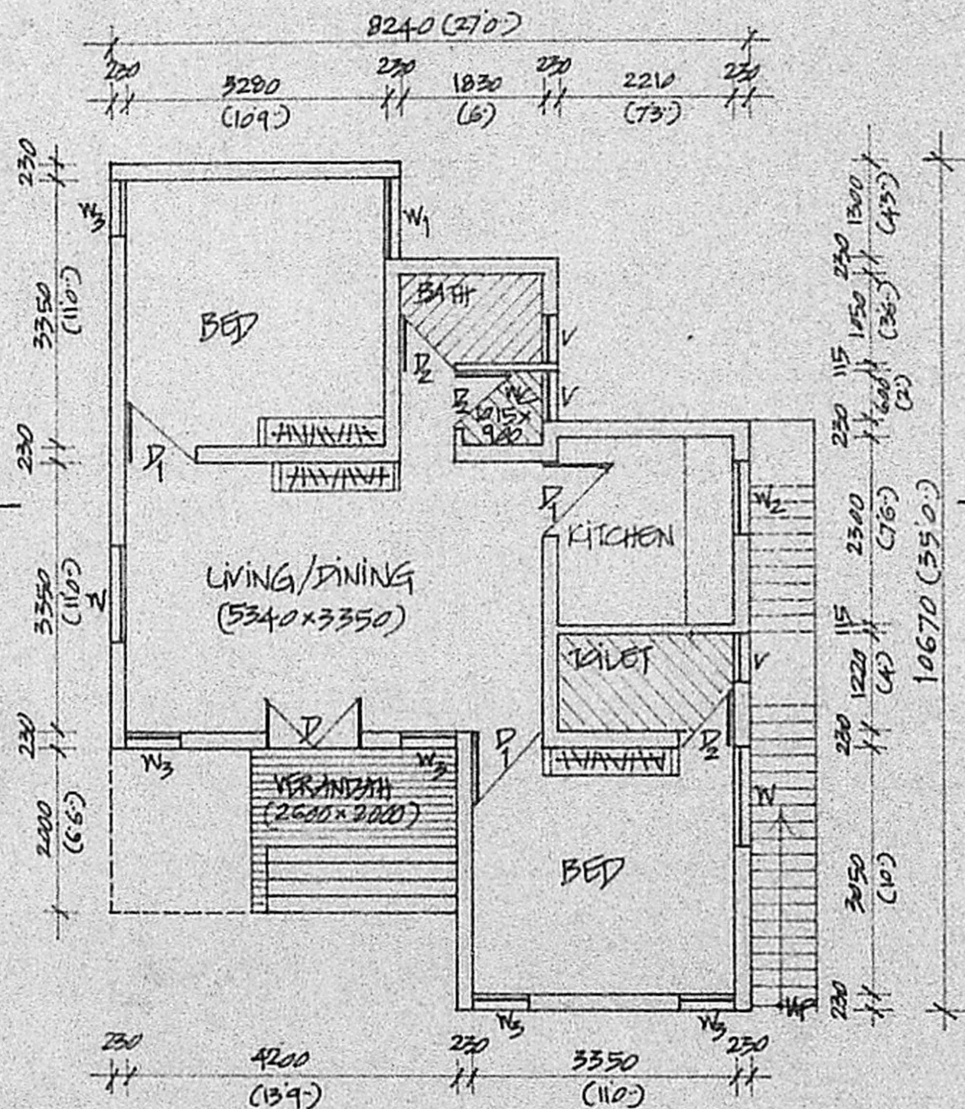 8240 (27'0")
230 3280 230 1830 230 2210 230
(10'9") (6') (7'3")
230
3350
(11'0")
230
3350
(11'0")
230
2000
(6'6")
W3
W1
BED
BATH
D2
V
V
WC
915x
900
D1
D1
W2
KITCHEN
LIVING/DINING
(5340x3350)
TOILET
V
W
D
W3
W3
D1
D2
VERANDAH
(2600x2000)
W
BED
W3
W3
UP
1300
(4'3")
230
1050
(3'6")
115
600
(2')
230
2300
(7'6")
115
1220
(4')
230
3050
(10')
230
10670 (35'0")
230 4200 230 3350 230
(13'9") (11'0")